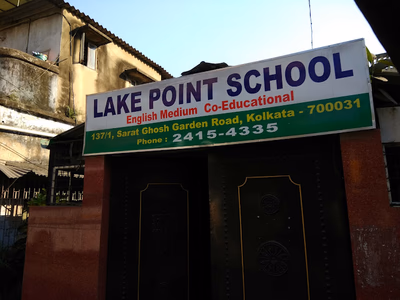 LAKE POINT SCHOOL
English Medium Co-Educational
137/1, Sarat Ghosh Garden Road, Kolkata - 700031
Phone : 2415-4335